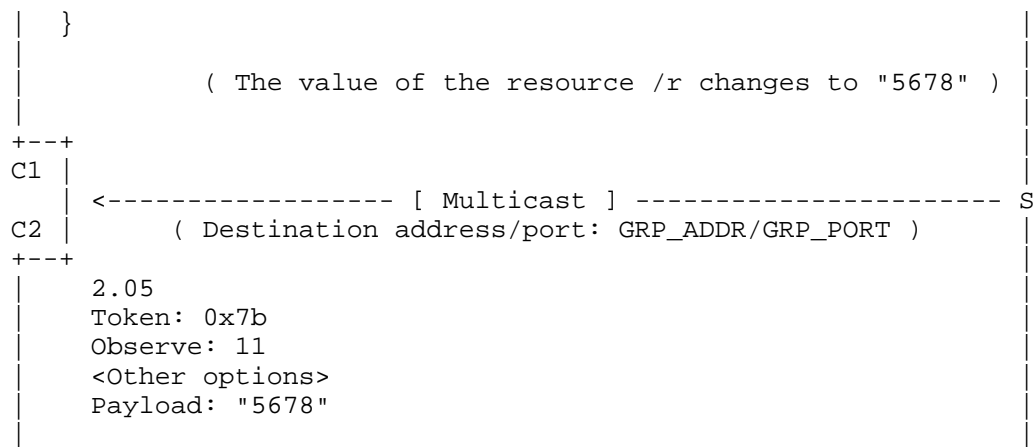 |  }                                                            |
|                                                               |
|           ( The value of the resource /r changes to "5678" )  |
|                                                               |
+--+                                                            |
C1 |                                                            |
   | <------------------ [ Multicast ] ----------------------- S
C2 |      ( Destination address/port: GRP_ADDR/GRP_PORT )       |
+--+                                                            |
|    2.05                                                       |
|    Token: 0x7b                                                |
|    Observe: 11                                                |
|    <Other options>                                            |
|    Payload: "5678"                                            |
|                                                               |